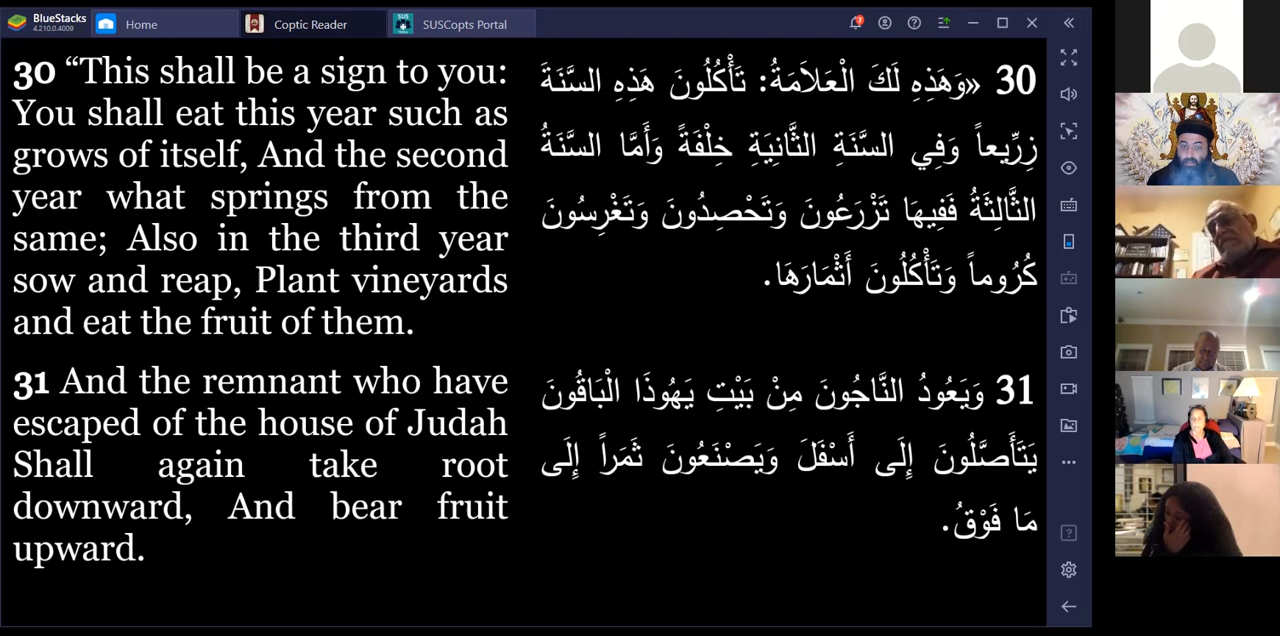 BlueStacks
4.210.0.4009
Home
Coptic Reader
SUSCopts Portal
30 “This shall be a sign to you:
You shall eat this year such as
grows of itself, And the second
year what springs from the
same; Also in the third year
sow and reap, Plant vineyards
and eat the fruit of them.
31 And the remnant who have
escaped of the house of Judah
Shall again take root
downward, And bear fruit
upward.
30 «وَهَذِهِ لَكَ الْعَلاَمَةُ: تَأْكُلُونَ هَذِهِ السَّنَةَ
زِرِّيعاً وَفِي السَّنَةِ الثَّانِيَةِ خِلْفَةً وَأَمَّا السَّنَةُ
الثَّالِثَةُ فَفِيهَا تَزْرَعُونَ وَتَحْصِدُونَ وَتَغْرِسُونَ
كُرُوماً وَتَأْكُلُونَ أَثْمَارَهَا.
31 وَيَعُودُ النَّاجُونَ مِنْ بَيْتِ يَهُوذَا الْبَاقُونَ
يَتَأَصَّلُونَ إِلَى أَسْفَلَ وَيَصْنَعُونَ ثَمَراً إِلَى
مَا فَوْقُ.